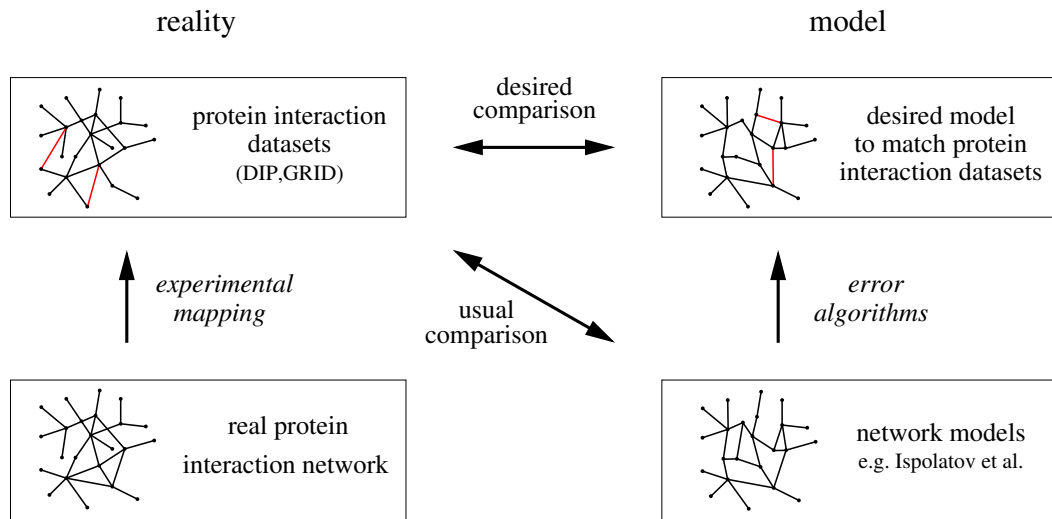 reality
model
protein interaction
datasets
(DIP,GRID)
desired
comparison
desired model
to match protein
interaction datasets
experimental
mapping
usual
comparison
error
algorithms
real protein
interaction network
network models
e.g. Ispolatov et al.